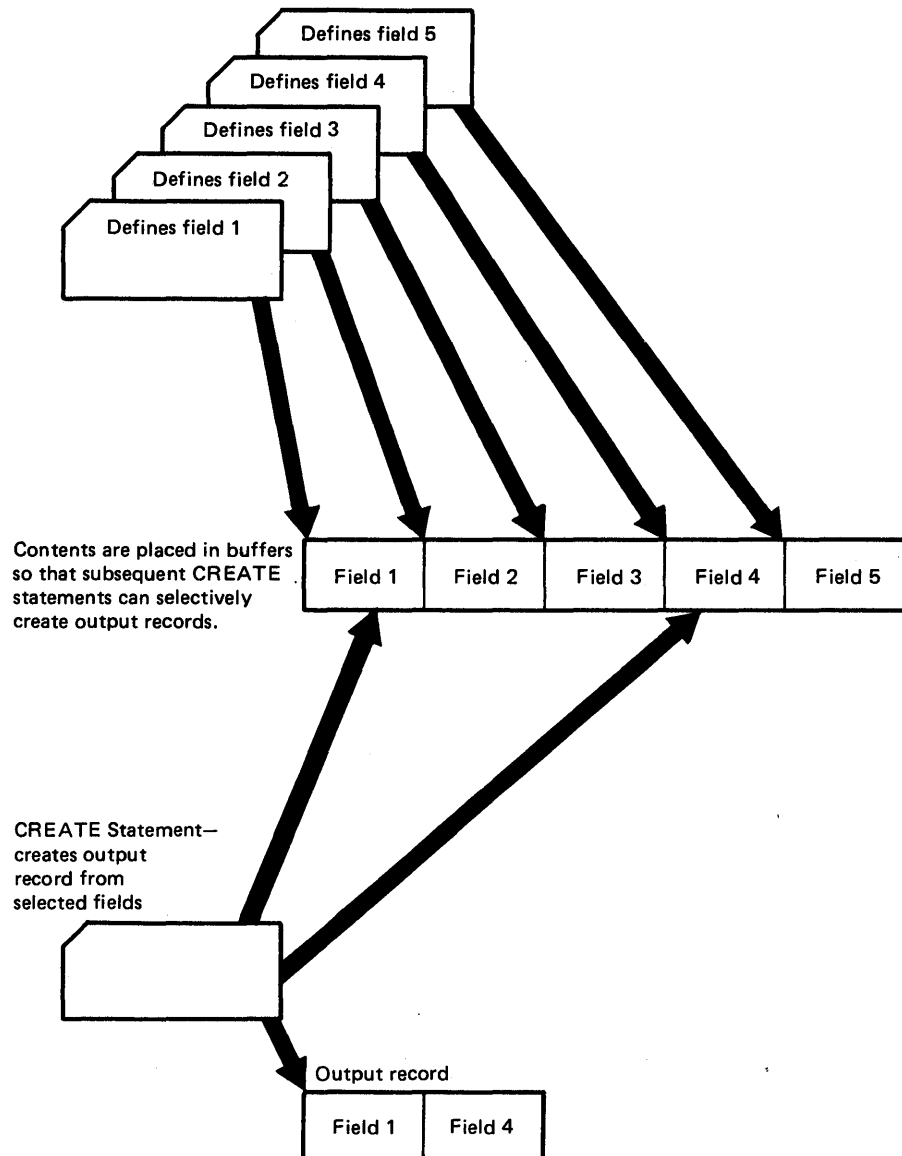 Defines field 5
Defines field 4
Defines field 3
Defines field 2
Defines field 1
Contents are placed in buffers
so that subsequent CREATE
statements can selectively
create output records.
Field 1
Field 2
Field 3
Field 4
Field 5
CREATE Statement—
creates output
record from
selected fields
Output record
Field 1
Field 4